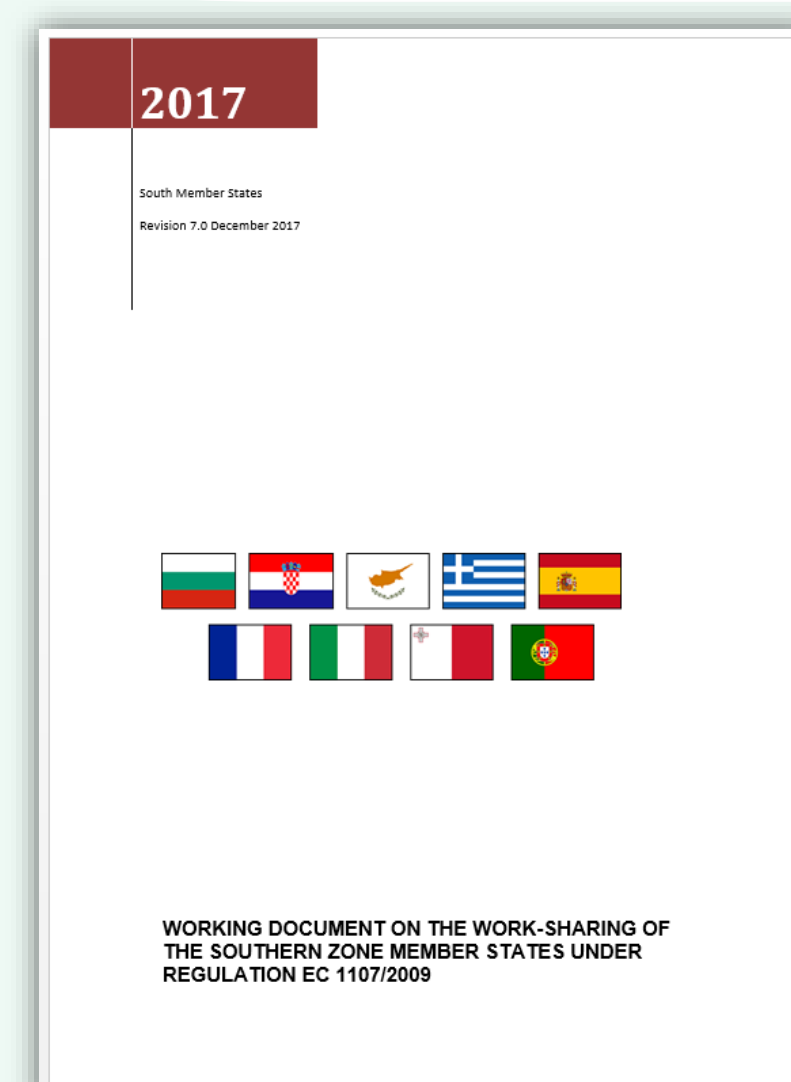 2017
South Member States
Revision 7.0 December 2017
WORKING DOCUMENT ON THE WORK-SHARING OF
THE SOUTHERN ZONE MEMBER STATES UNDER
REGULATION EC 1107/2009